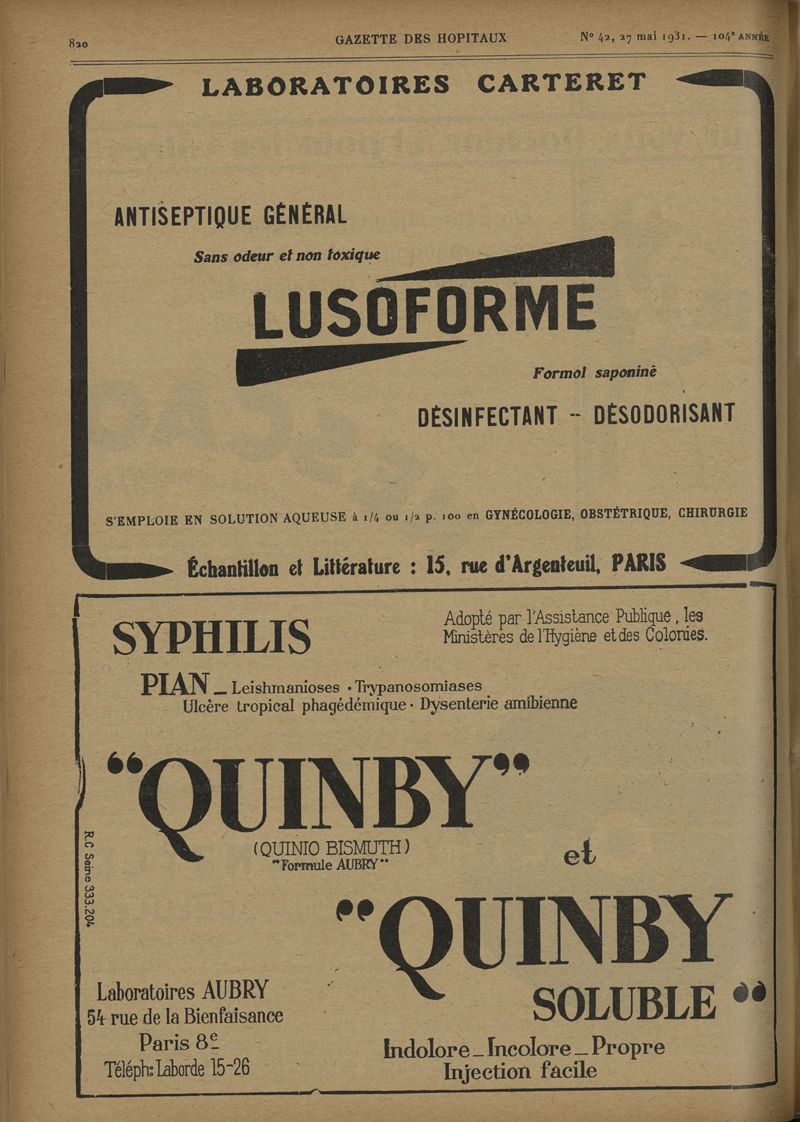 820 GAZETTE DES HOPITAUX Nº 42, 27 mai 1931. — 104e ANNÉE
LABORATOIRES CARTERET
ANTISEPTIQUE GÉNÉRAL
Sans odeur et non toxique
LUSOFORME
Formol saponiné
DÉSINFECTANT -- DÉSODORISANT
S'EMPLOIE EN SOLUTION AQUEUSE à 1/4 ou 1/2 p. 100 en GYNÉCOLOGIE, OBSTÉTRIQUE, CHIRURGIE
Échantillon et Littérature : 15, rue d'Argenteuil, PARIS
SYPHILIS
Adopté par l'Assistance Publique, les
Ministères de l'Hygiène et des Colonies.
PIAN _ Leishmanioses · Trypanosomiases
Ulcère tropical phagédémique · Dysenterie amibienne
“QUINBY”
(QUINIO BISMUTH)
"Formule AUBRY"
et
“QUINBY
SOLUBLE”
R.C Seine 333.204
Laboratoires AUBRY
54 rue de la Bienfaisance
Paris 8e
Téléph: Laborde 15-26
Indolore _ Incolore _ Propre
Injection facile